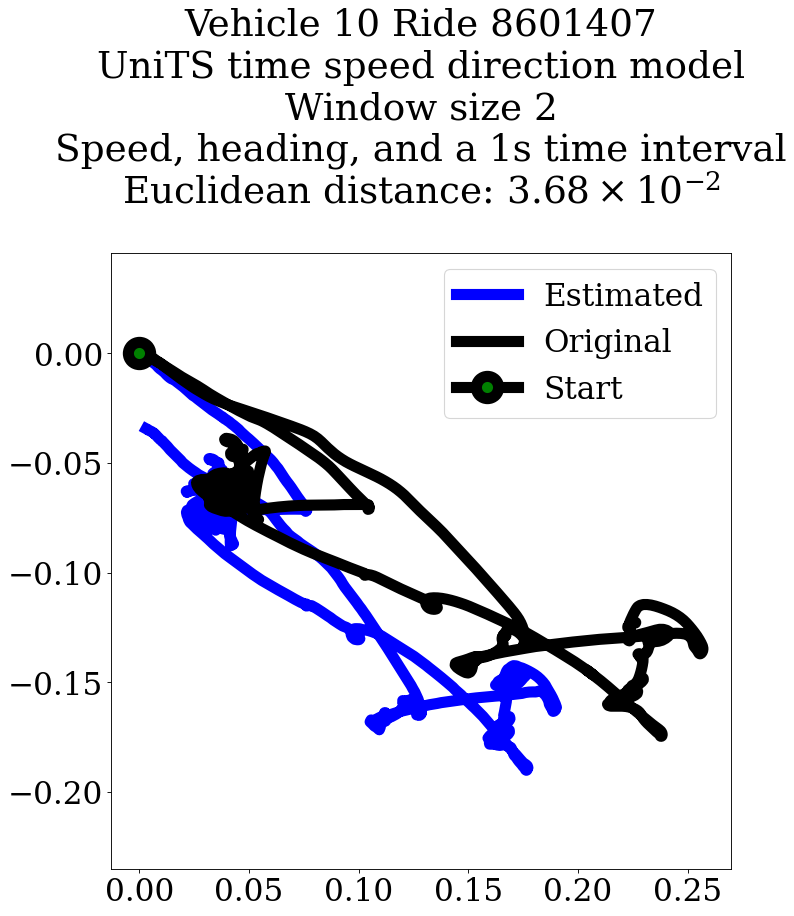 Vehicle 10 Ride 8601407
UniTS time speed direction model
Window size 2
Speed, heading, and a 1s time interval
Euclidean distance: 3.68 × 10⁻²
Estimated
Original
Start
0.00
−0.05
−0.10
−0.15
−0.20
0.00 0.05 0.10 0.15 0.20 0.25